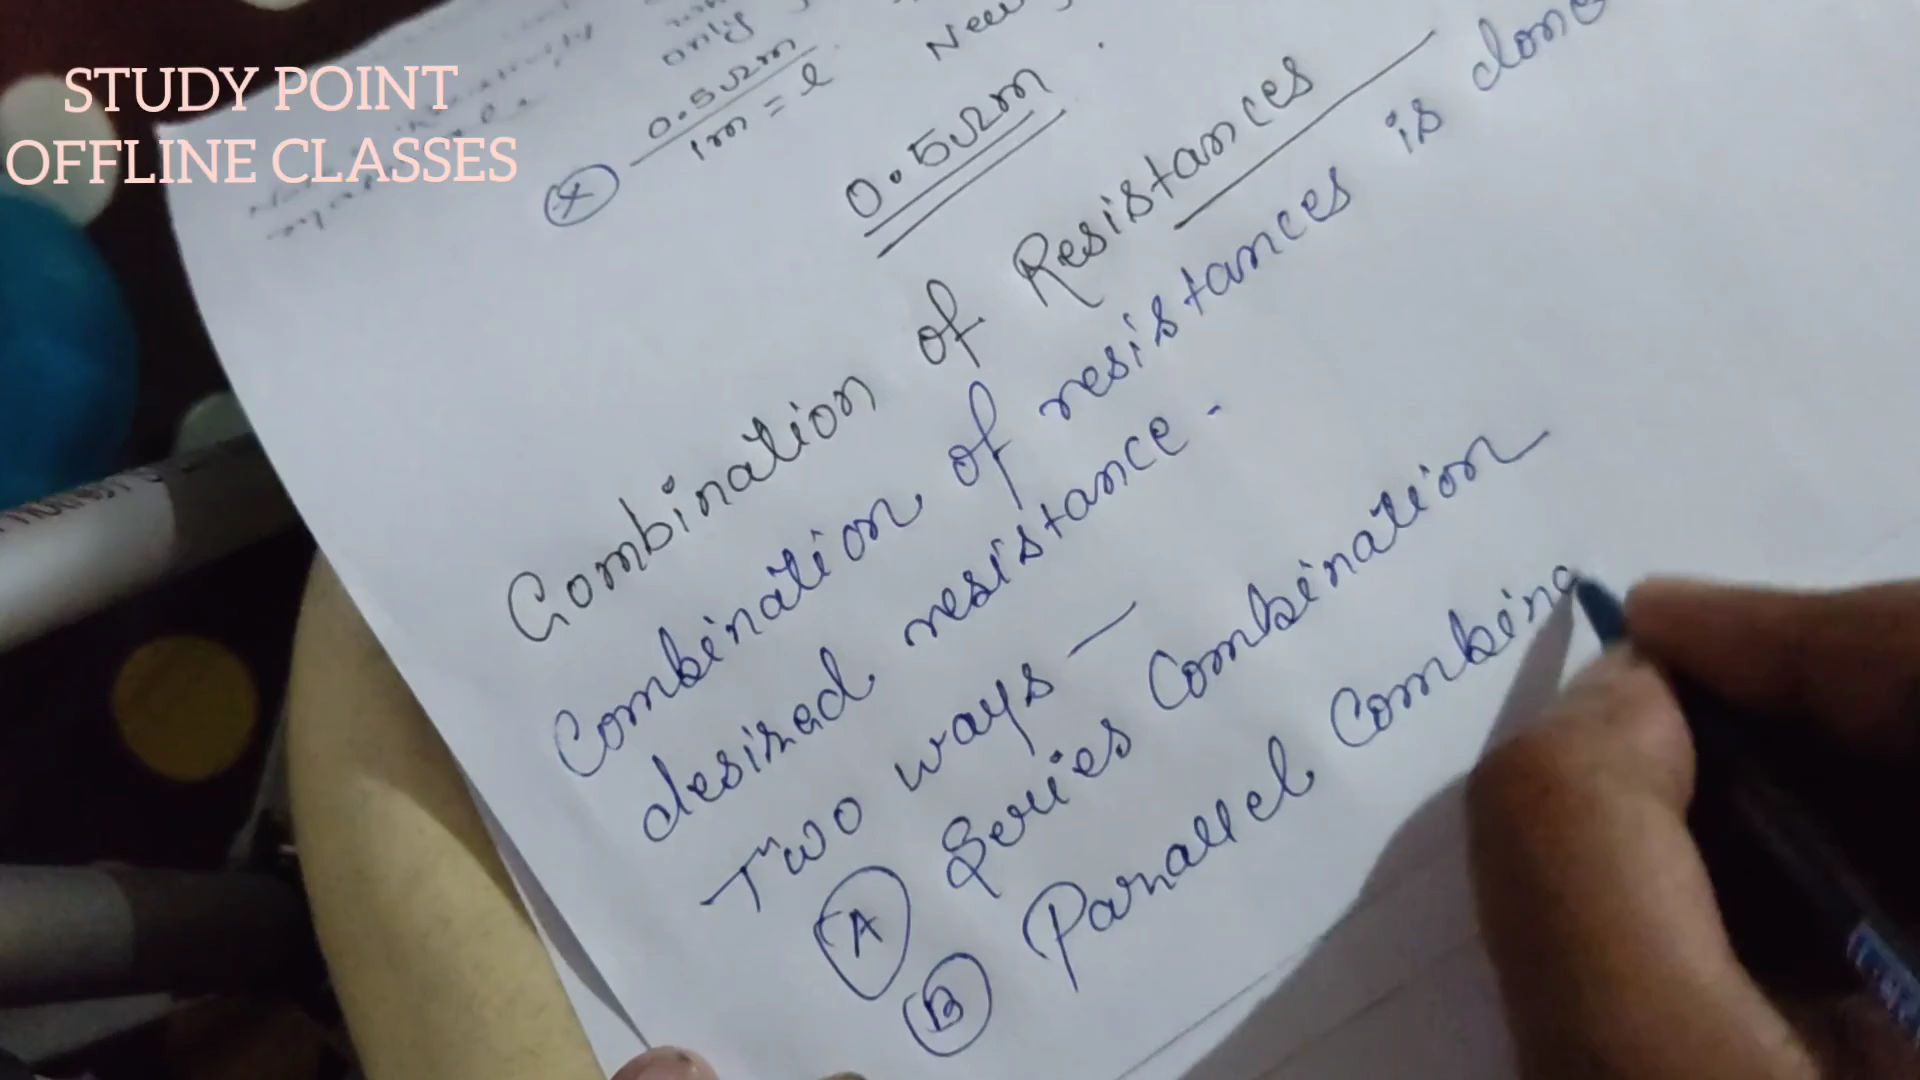 STUDY POINT
OFFLINE CLASSES
only
0.5Ωm
1m = l
0.5Ωm
Combination of Resistances
Combination of resistances is done
desired resistance.
Two ways —
A Series Combination
B Parallel Combina